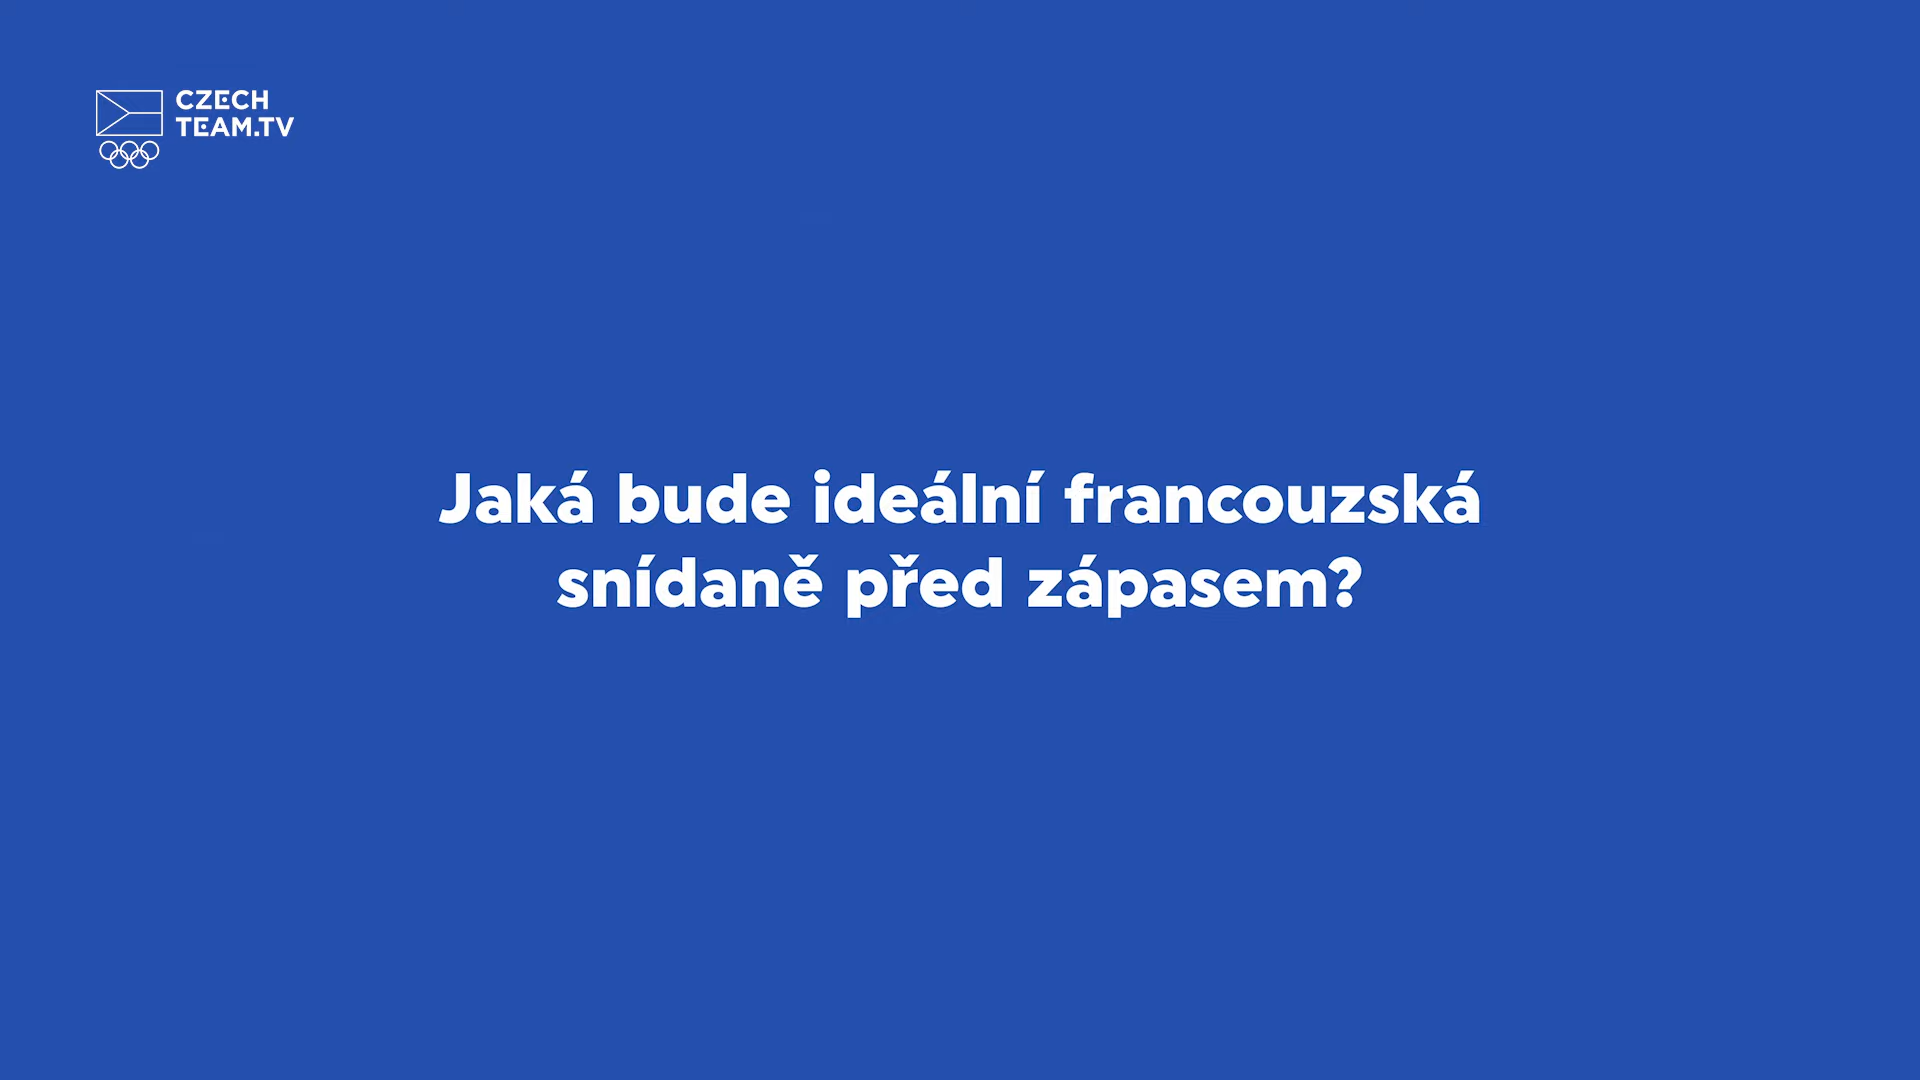 CZECH
TEAM.TV
Jaká bude ideální francouzská
snídaně před zápasem?